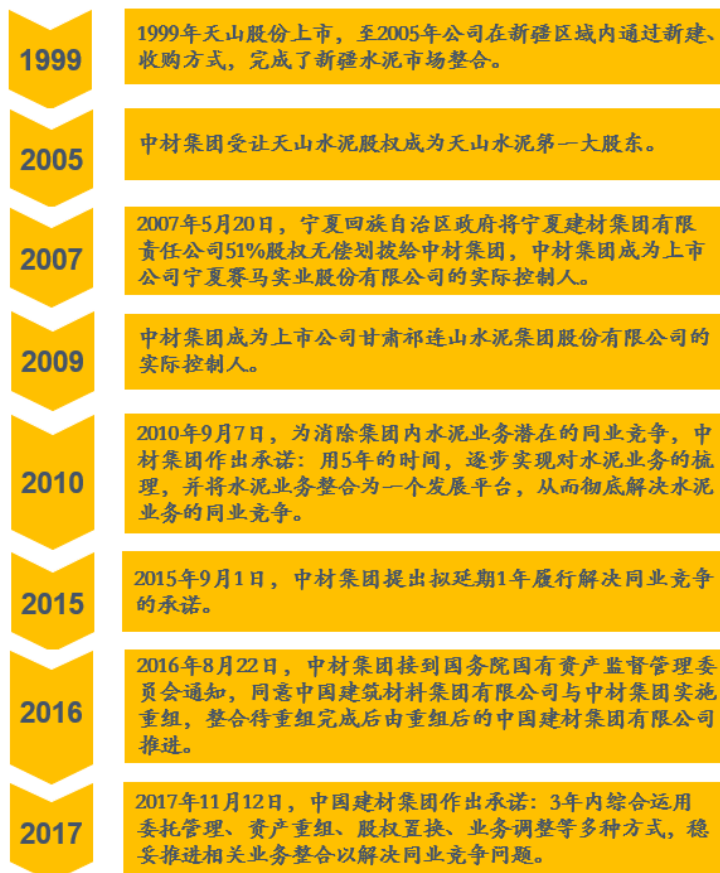 1999
1999年天山股份上市，至2005年公司在新疆区域内通过新建、
收购方式，完成了新疆水泥市场整合。
2005
中材集团受让天山水泥股权成为天山水泥第一大股东。
2007
2007年5月20日，宁夏回族自治区政府将宁夏建材集团有限
责任公司51%股权无偿划拨给中材集团，中材集团成为上市
公司宁夏赛马实业股份有限公司的实际控制人。
2009
中材集团成为上市公司甘肃祁连山水泥集团股份有限公司的
实际控制人。
2010
2010年9月7日，为消除集团内水泥业务潜在的同业竞争，中
材集团作出承诺：用5年的时间，逐步实现对水泥业务的梳
理，并将水泥业务整合为一个发展平台，从而彻底解决水泥
业务的同业竞争。
2015
2015年9月1日，中材集团提出拟延期1年履行解决同业竞争
的承诺。
2016
2016年8月22日，中材集团接到国务院国有资产监督管理委
员会通知，同意中国建筑材料集团有限公司与中材集团实施
重组，整合待重组完成后由重组后的中国建材集团有限公司
推进。
2017
2017年11月12日，中国建材集团作出承诺：3年内综合运用
委托管理、资产重组、股权置换、业务调整等多种方式，稳
妥推进相关业务整合以解决同业竞争问题。